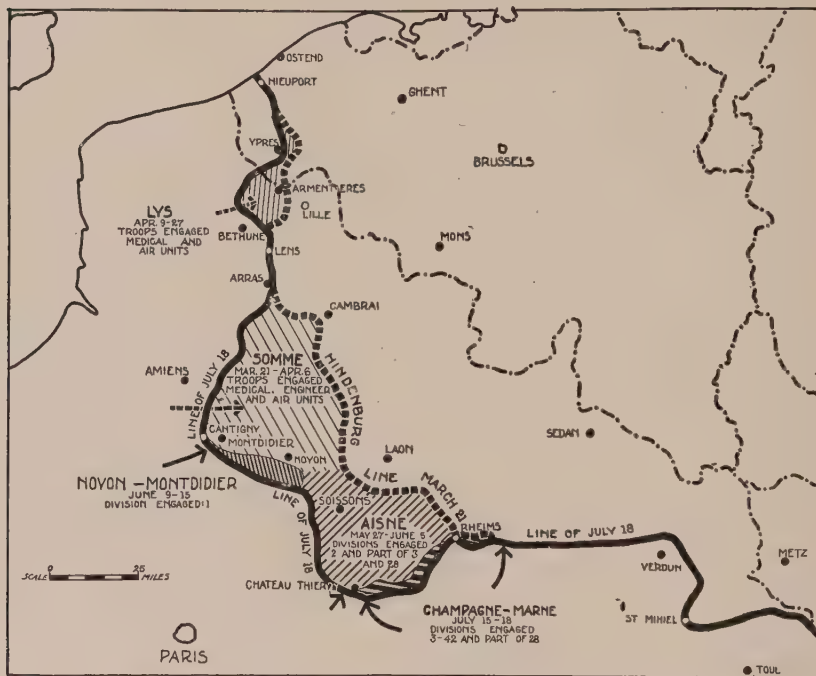 OSTEND
NIEUPORT
GHENT
YPRES
BRUSSELS
ARMENTIERES
LILLE
LYS
APR. 9-27
TROOPS ENGAGED
MEDICAL AND
AIR UNITS
BETHUNE
MONS
LENS
ARRAS
CAMBRAI
SOMME
MAR. 21 - APR. 6
TROOPS ENGAGED
MEDICAL, ENGINEER
AND AIR UNITS
HINDENBURG
LINE
MARCH 21
AMIENS
LINE OF JULY 18
CANTIGNY
MONTDIDIER
NOYON
LAON
SEDAN
NOYON - MONTDIDIER
JUNE 9-15
DIVISION ENGAGED: 1
LINE OF JULY 18
SOISSONS
AISNE
MAY 27 - JUNE 5
DIVISIONS ENGAGED
2 AND PART OF 3
AND 28
RHEIMS
LINE OF JULY 18
VERDUN
METZ
SCALE 0 25 MILES
CHATEAU THIERY
CHAMPAGNE - MARNE
JULY 15-18
DIVISIONS ENGAGED
3-42 AND PART OF 28
ST MIHIEL
PARIS
TOUL